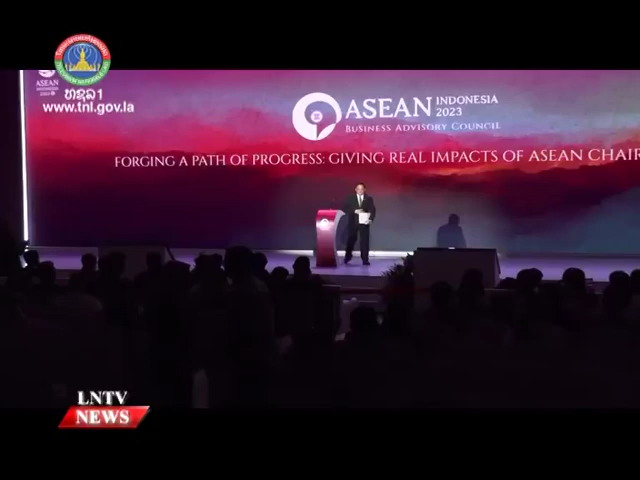 ASEAN
INDONESIA
ທຊລ1
www.tnl.gov.la
ASEAN INDONESIA
2023
BUSINESS ADVISORY COUNCIL
FORGING A PATH OF PROGRESS: GIVING REAL IMPACTS OF ASEAN CHAIR
LNTV
NEWS